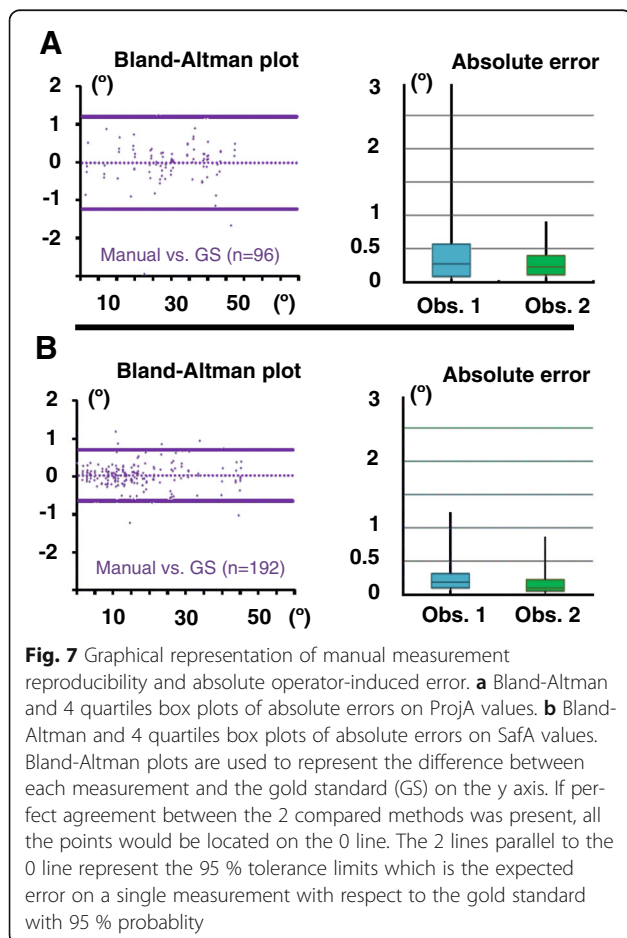 A
Bland-Altman plot
Absolute error
(º)
2
1
0
-1
-2
Manual vs. GS (n=96)
10 30 50 (º)
(º)
3
2
1
0.5
0
Obs. 1 Obs. 2
B
Bland-Altman plot
Absolute error
(º)
2
1
0
-1
-2
Manual vs. GS (n=192)
10 30 50 (º)
(º)
3
2
1
0.5
0
Obs. 1 Obs. 2
Fig. 7 Graphical representation of manual measurement
reproducibility and absolute operator-induced error. a Bland-Altman
and 4 quartiles box plots of absolute errors on ProjA values. b Bland-
Altman and 4 quartiles box plots of absolute errors on SafA values.
Bland-Altman plots are used to represent the difference between
each measurement and the gold standard (GS) on the y axis. If per-
fect agreement between the 2 compared methods was present, all
the points would be located on the 0 line. The 2 lines parallel to the
0 line represent the 95 % tolerance limits which is the expected
error on a single measurement with respect to the gold standard
with 95 % probablity